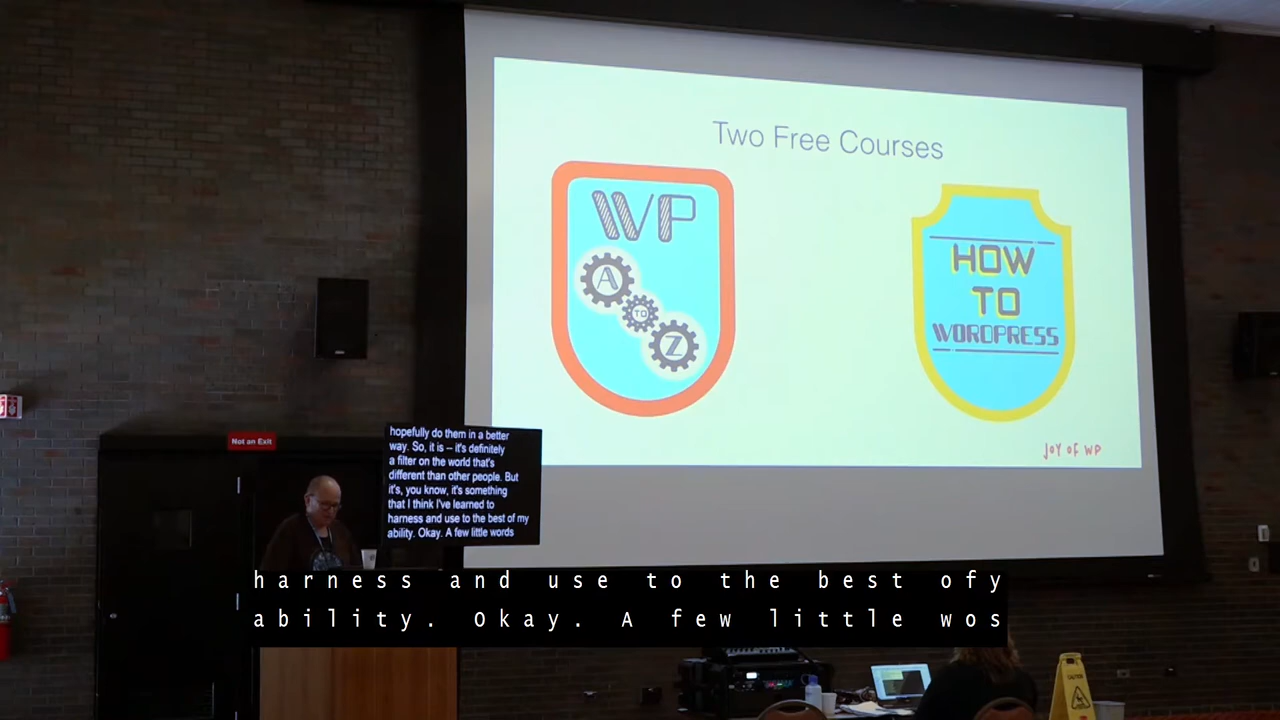 Two Free Courses
WP
A
TO
Z
HOW
TO
WORDPRESS
JOY OF WP
Not an Exit
hopefully do them in a better
way. So, it is – it's definitely
a filter on the world that's
different than other people. But
it's, you know, it's something
that I think I've learned to
harness and use to the best of my
ability. Okay. A few little words
harness and use to the best ofy
ability. Okay. A few little wos
CAUTION